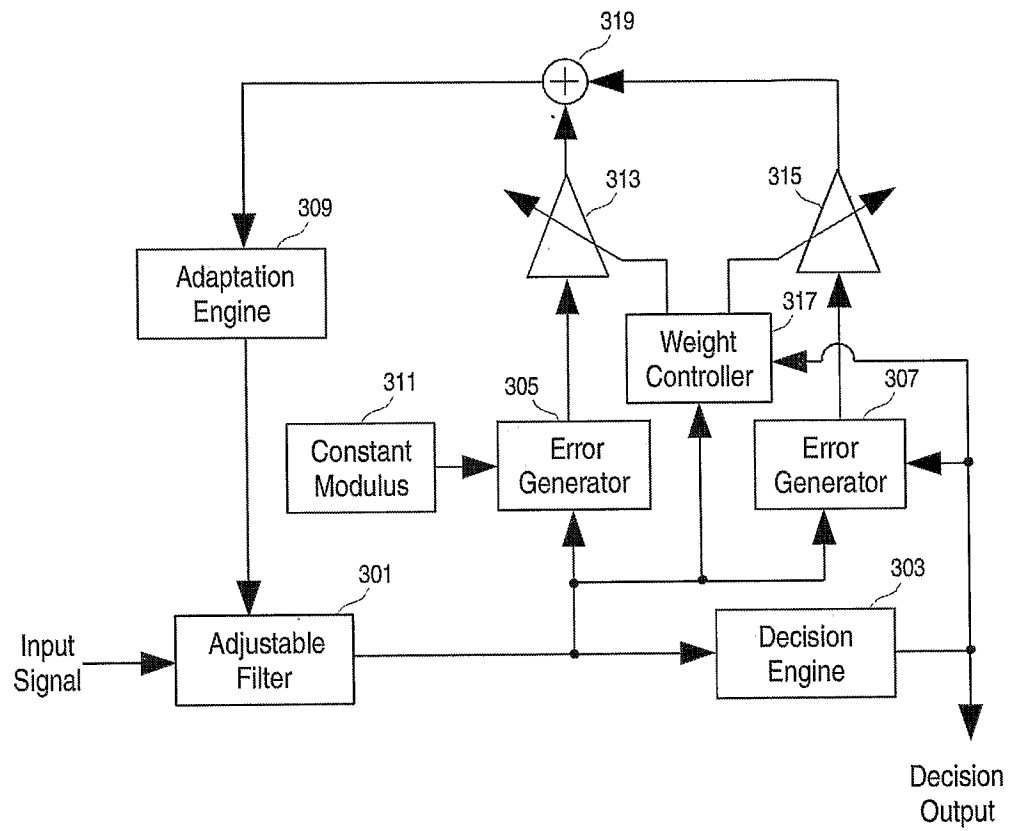 319
313
315
309
Adaptation
Engine
317
Weight
Controller
311
305
307
Constant
Modulus
Error
Generator
Error
Generator
301
303
Input
Signal
Adjustable
Filter
Decision
Engine
Decision
Output